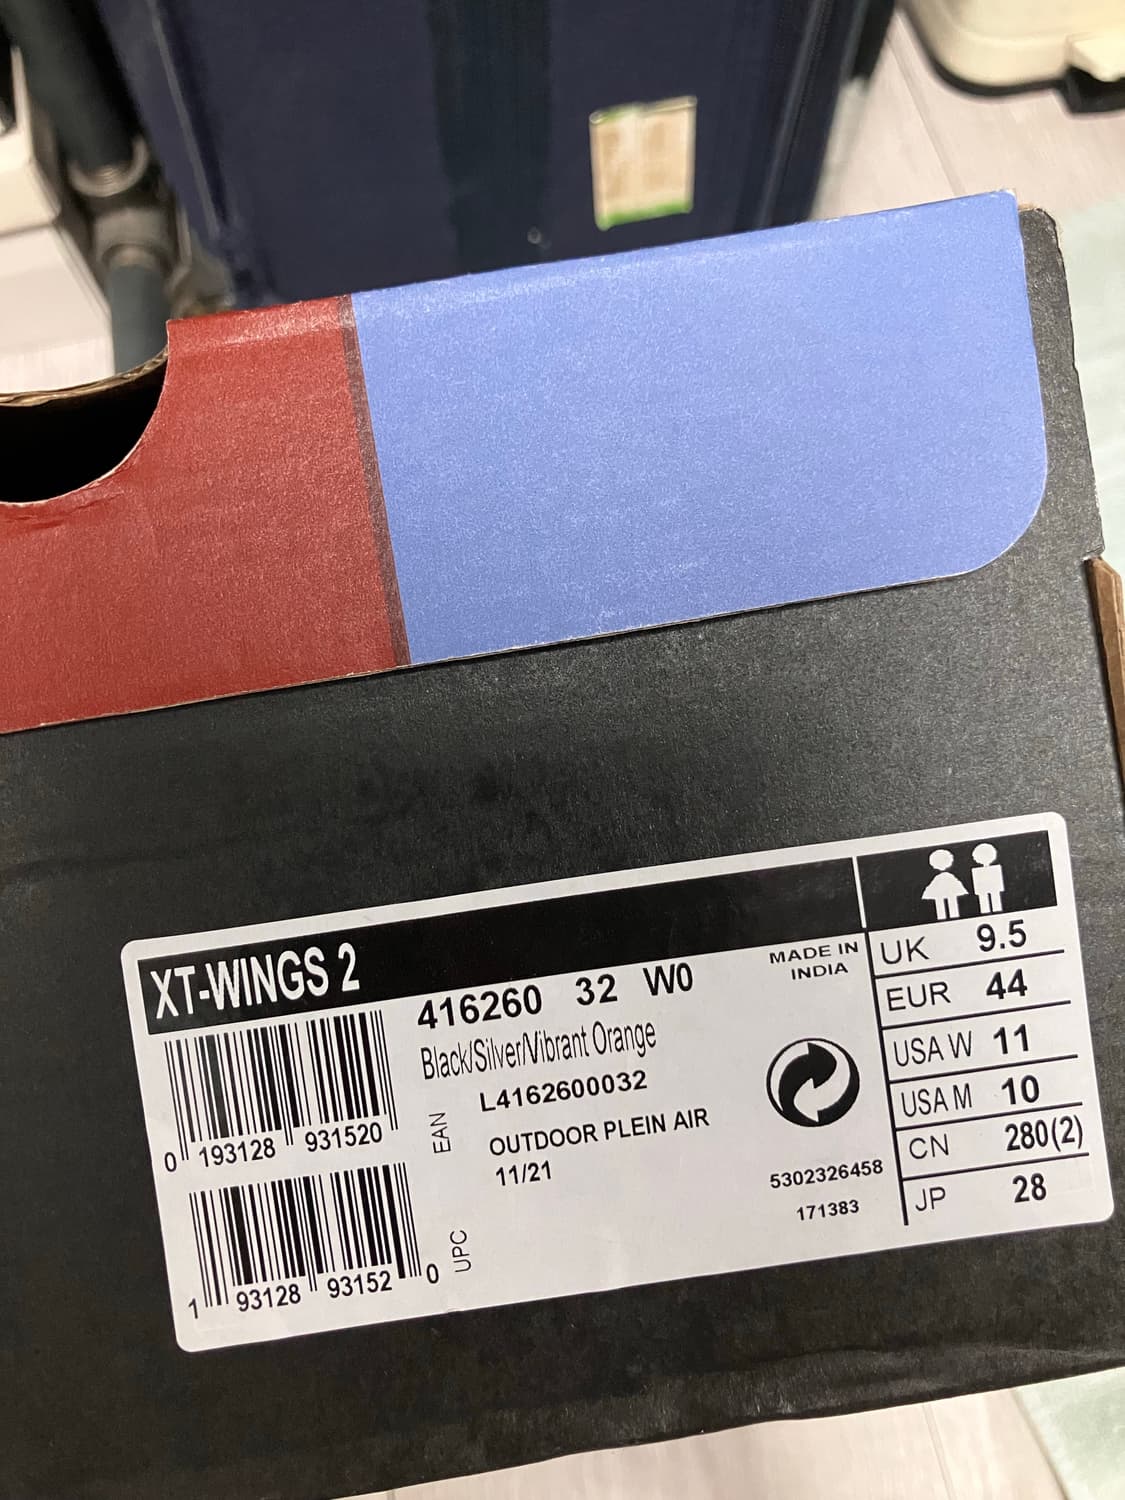 XT-WINGS 2
416260 32 W0
Black/Silver/Vibrant Orange
L4162600032
OUTDOOR PLEIN AIR
11/21
0 193128 931520
EAN
1 93128 93152 0
UPC
MADE IN
INDIA
5302326458
171383
UK 9.5
EUR 44
USA W 11
USA M 10
CN 280(2)
JP 28